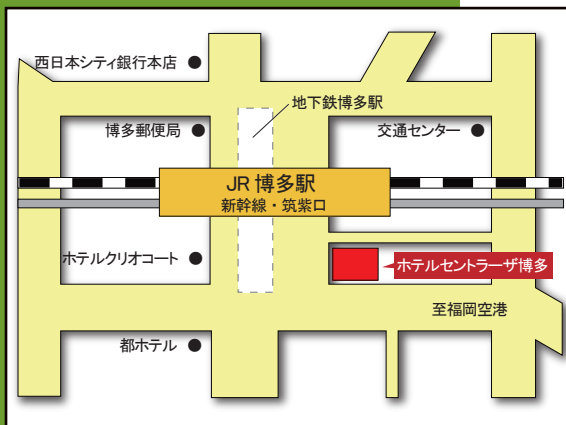 西日本シティ銀行本店
地下鉄博多駅
博多郵便局
交通センター
JR 博多駅
新幹線・筑紫口
ホテルクリオコート
ホテルセントラーザ博多
至福岡空港
都ホテル